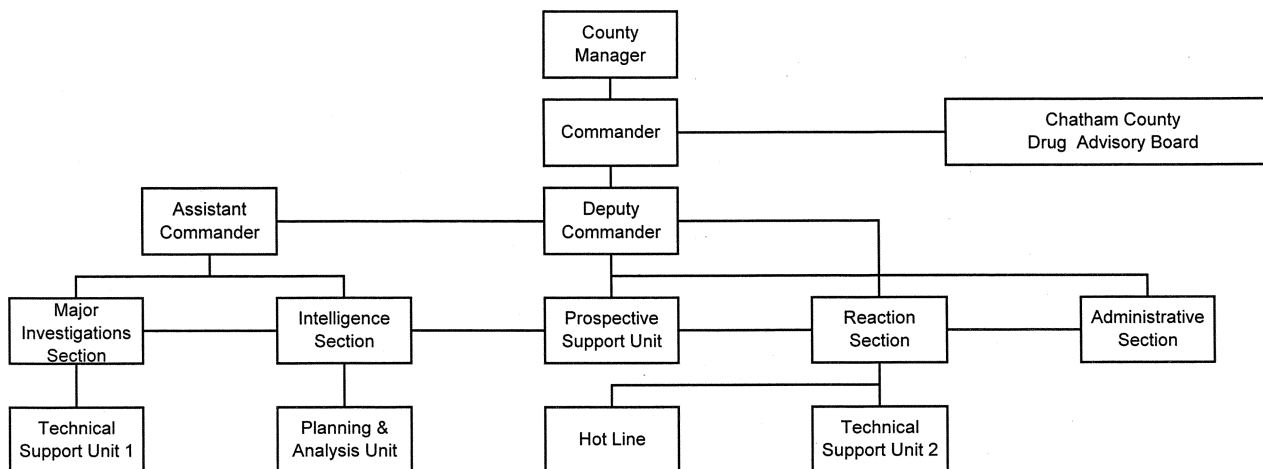 County
Manager
Commander
Chatham County
Drug Advisory Board
Assistant
Commander
Deputy
Commander
Major
Investigations
Section
Intelligence
Section
Prospective
Support Unit
Reaction
Section
Administrative
Section
Technical
Support Unit 1
Planning &
Analysis Unit
Hot Line
Technical
Support Unit 2